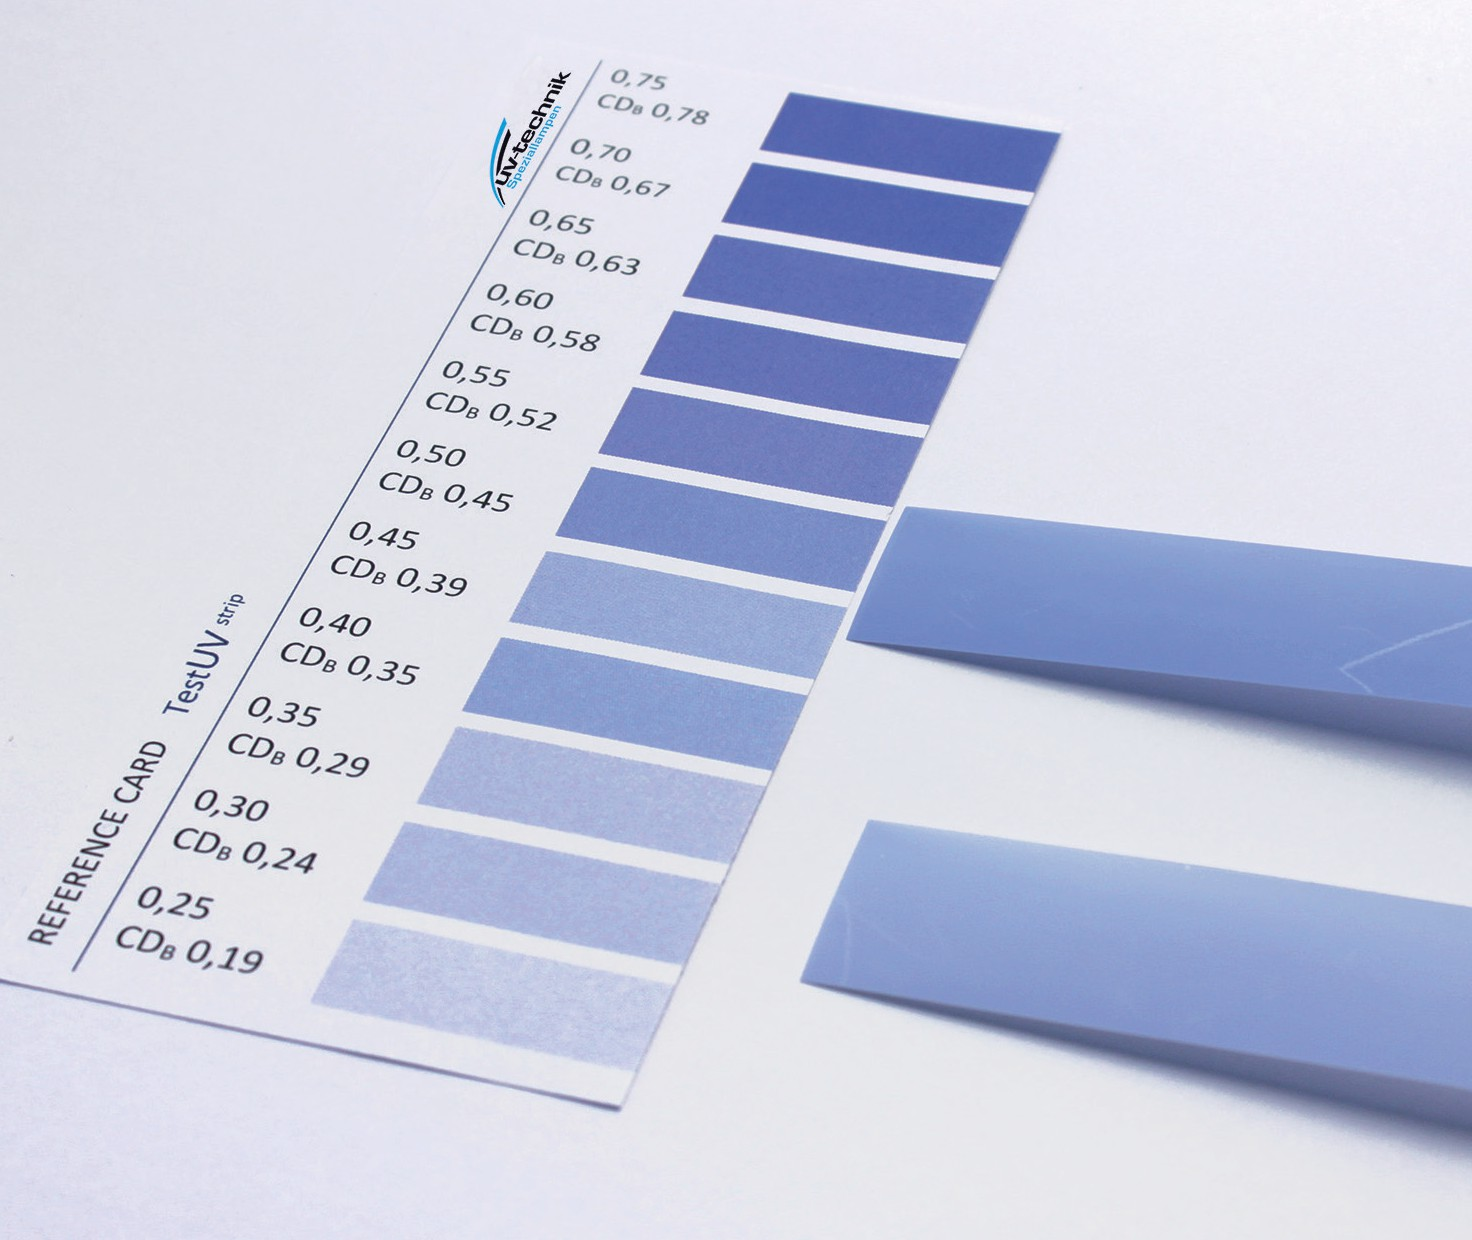 uv-technik
Speziallampen
REFERENCE CARD TestUV strip
0,75
CDB 0,78
0,70
CDB 0,67
0,65
CDB 0,63
0,60
CDB 0,58
0,55
CDB 0,52
0,50
CDB 0,45
0,45
CDB 0,39
0,40
CDB 0,35
0,35
CDB 0,29
0,30
CDB 0,24
0,25
CDB 0,19